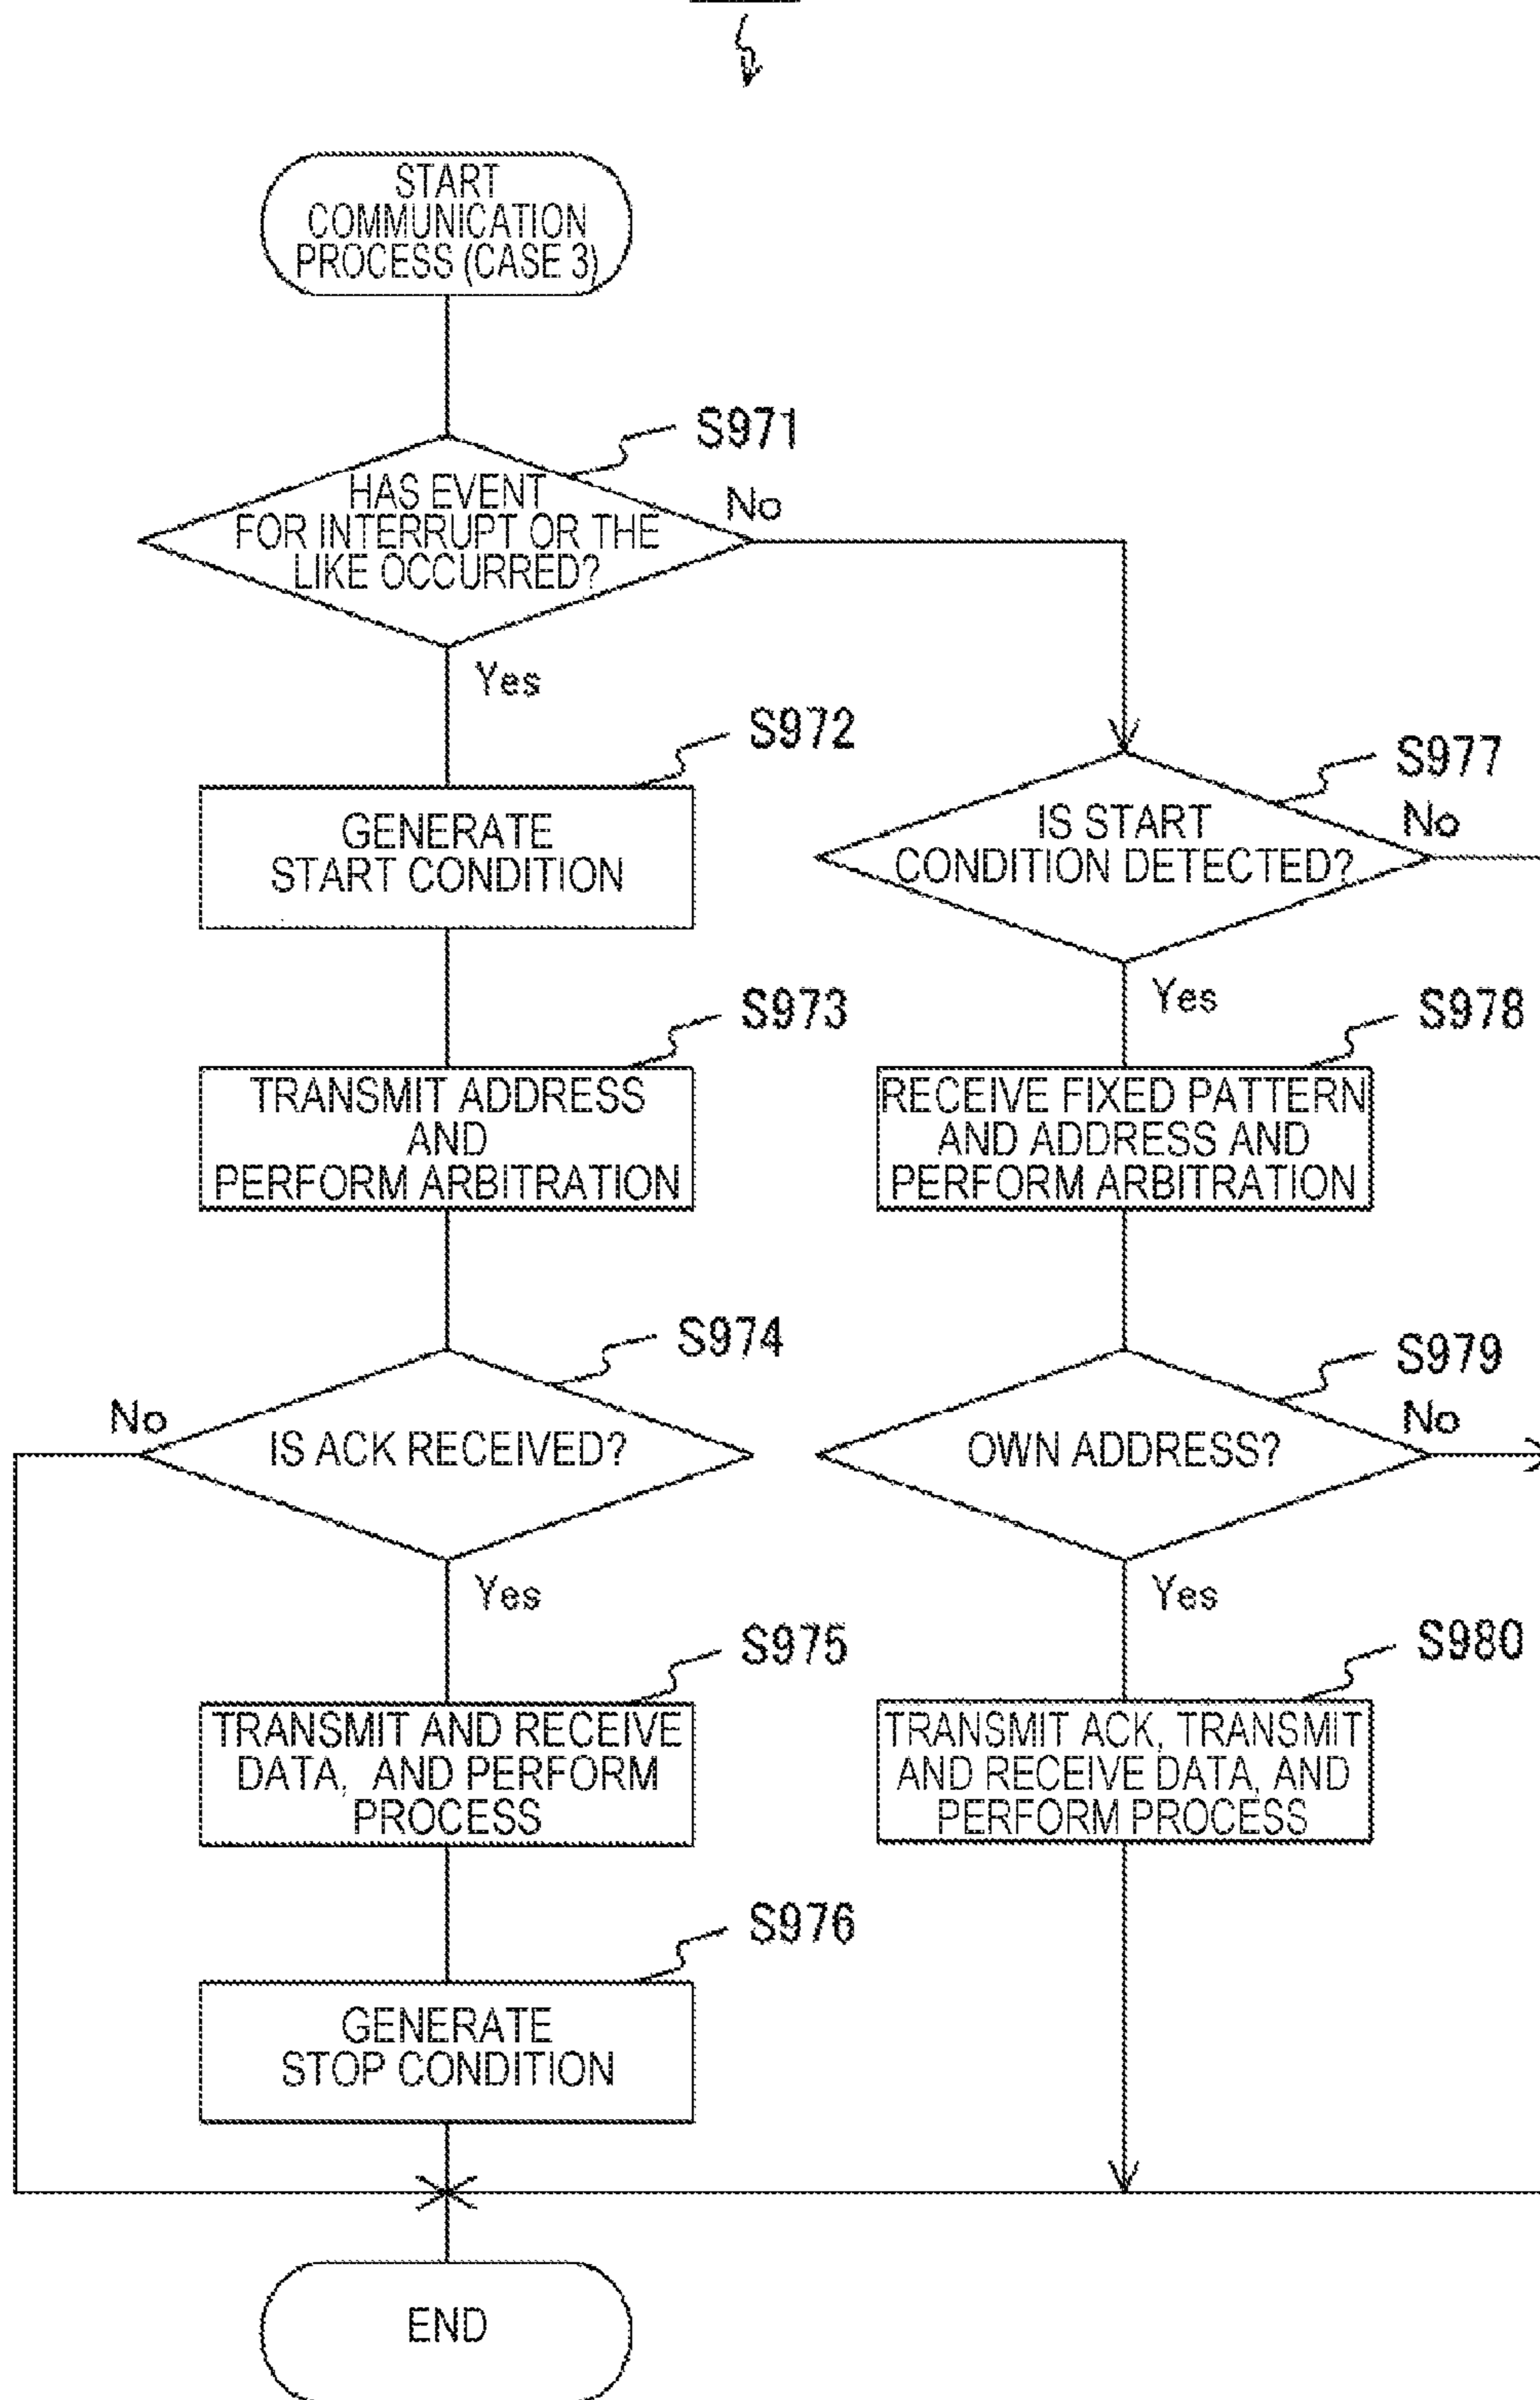 START
COMMUNICATION
PROCESS (CASE 3)
S971
HAS EVENT
FOR INTERRUPT OR THE
LIKE OCCURRED?
No
Yes
S972
GENERATE
START CONDITION
S973
TRANSMIT ADDRESS
AND
PERFORM ARBITRATION
S974
No
IS ACK RECEIVED?
Yes
S975
TRANSMIT AND RECEIVE
DATA, AND PERFORM
PROCESS
S976
GENERATE
STOP CONDITION
S977
No
IS START
CONDITION DETECTED?
Yes
S978
RECEIVE FIXED PATTERN
AND ADDRESS AND
PERFORM ARBITRATION
S979
No
OWN ADDRESS?
Yes
S980
TRANSMIT ACK, TRANSMIT
AND RECEIVE DATA, AND
PERFORM PROCESS
END